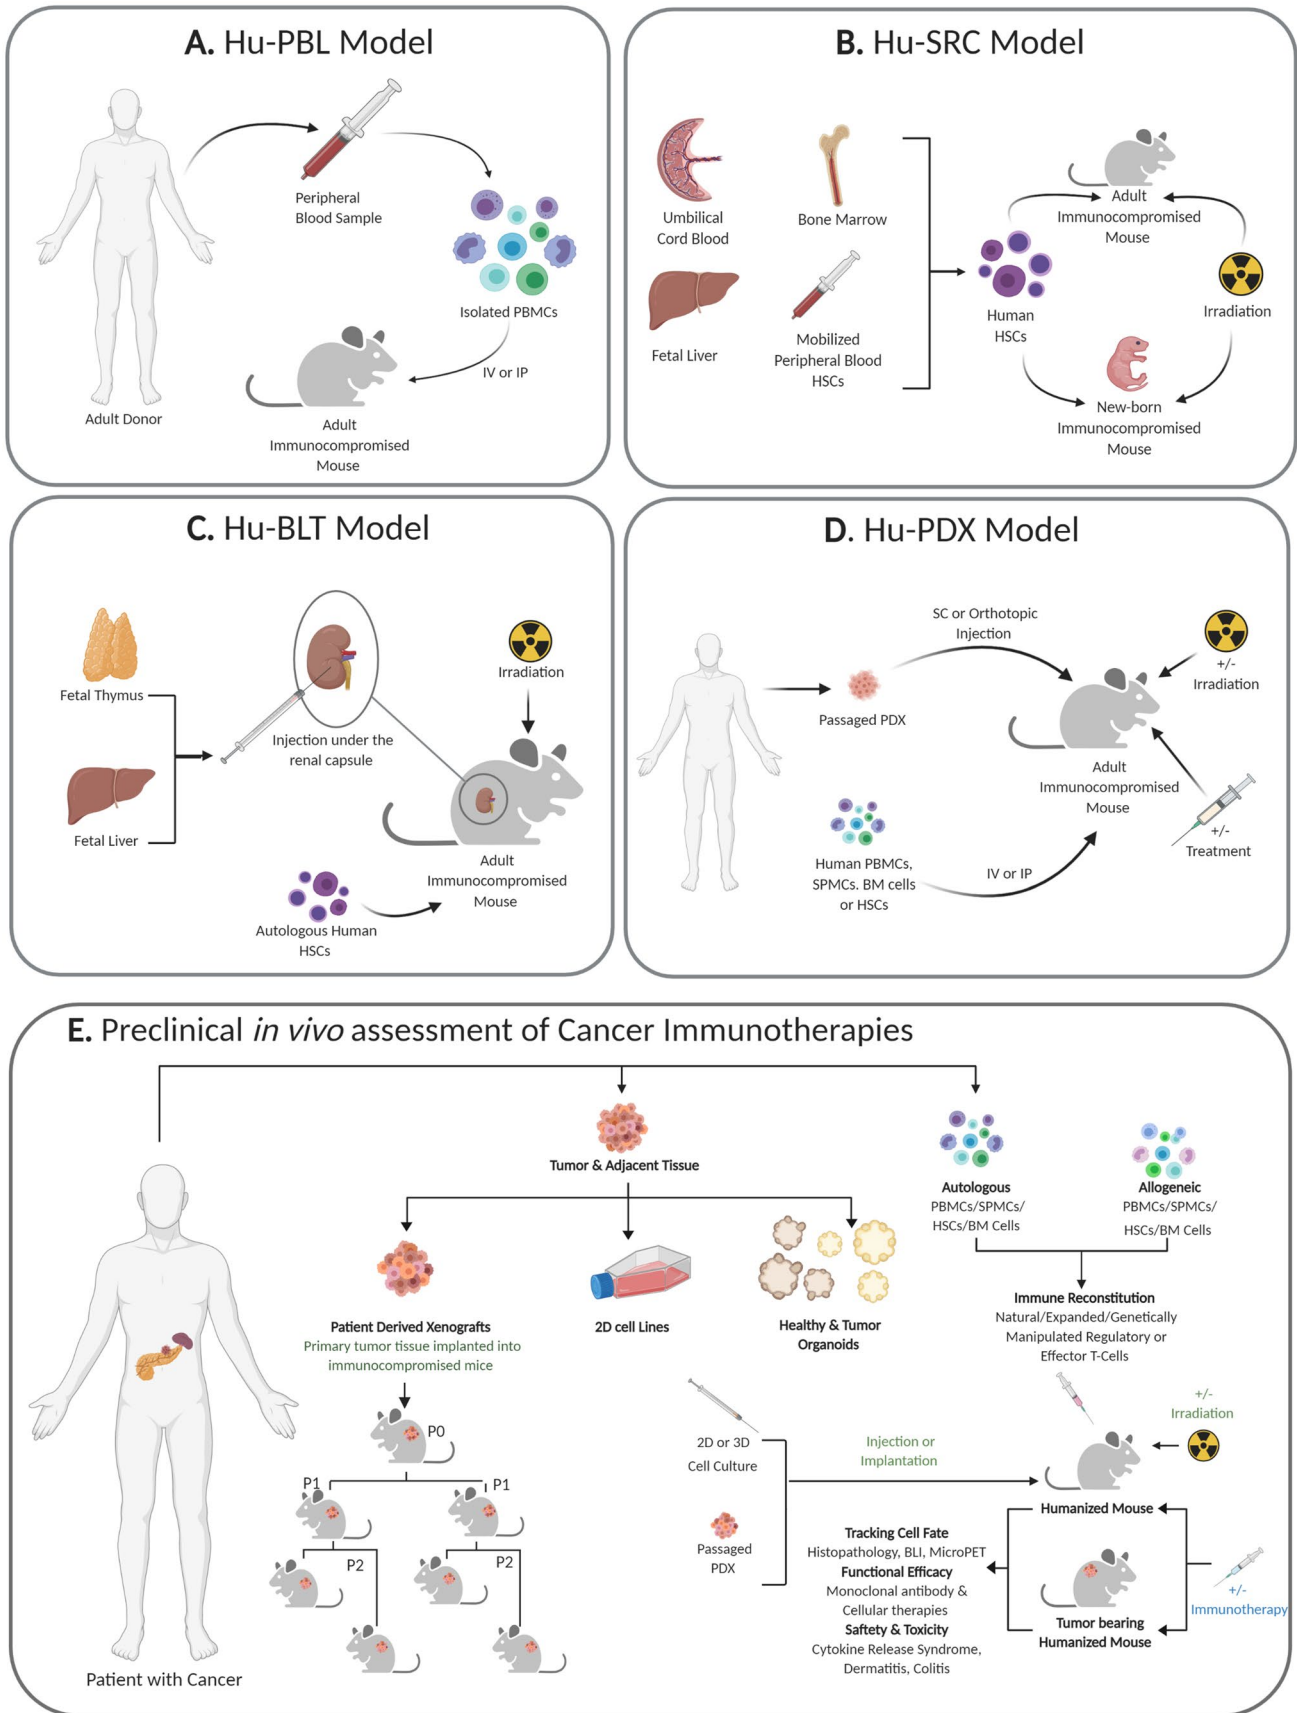 A. Hu-PBL Model
Peripheral
Blood Sample
Isolated PBMCs
IV or IP
Adult Donor
Adult
Immunocompromised
Mouse
B. Hu-SRC Model
Umbilical
Cord Blood
Bone Marrow
Fetal Liver
Mobilized
Peripheral Blood
HSCs
Human
HSCs
Adult
Immunocompromised
Mouse
Irradiation
New-born
Immunocompromised
Mouse
C. Hu-BLT Model
Fetal Thymus
Fetal Liver
Injection under the
renal capsule
Irradiation
Adult
Immunocompromised
Mouse
Autologous Human
HSCs
D. Hu-PDX Model
SC or Orthotopic
Injection
Passaged PDX
+/-
Irradiation
Adult
Immunocompromised
Mouse
Human PBMCs,
SPMCs. BM cells
or HSCs
IV or IP
+/-
Treatment
E. Preclinical in vivo assessment of Cancer Immunotherapies
Patient with Cancer
Tumor & Adjacent Tissue
Autologous
PBMCs/SPMCs/
HSCs/BM Cells
Allogeneic
PBMCs/SPMCs/
HSCs/BM Cells
Patient Derived Xenografts
Primary tumor tissue implanted into
immunocompromised mice
2D cell Lines
Healthy & Tumor
Organoids
Immune Reconstitution
Natural/Expanded/Genetically
Manipulated Regulatory or
Effector T-Cells
P0
P1
P1
P2
P2
2D or 3D
Cell Culture
Passaged
PDX
Injection or
Implantation
+/-
Irradiation
Humanized Mouse
Tumor bearing
Humanized Mouse
+/-
Immunotherapy
Tracking Cell Fate
Histopathology, BLI, MicroPET
Functional Efficacy
Monoclonal antibody &
Cellular therapies
Saftety & Toxicity
Cytokine Release Syndrome,
Dermatitis, Colitis